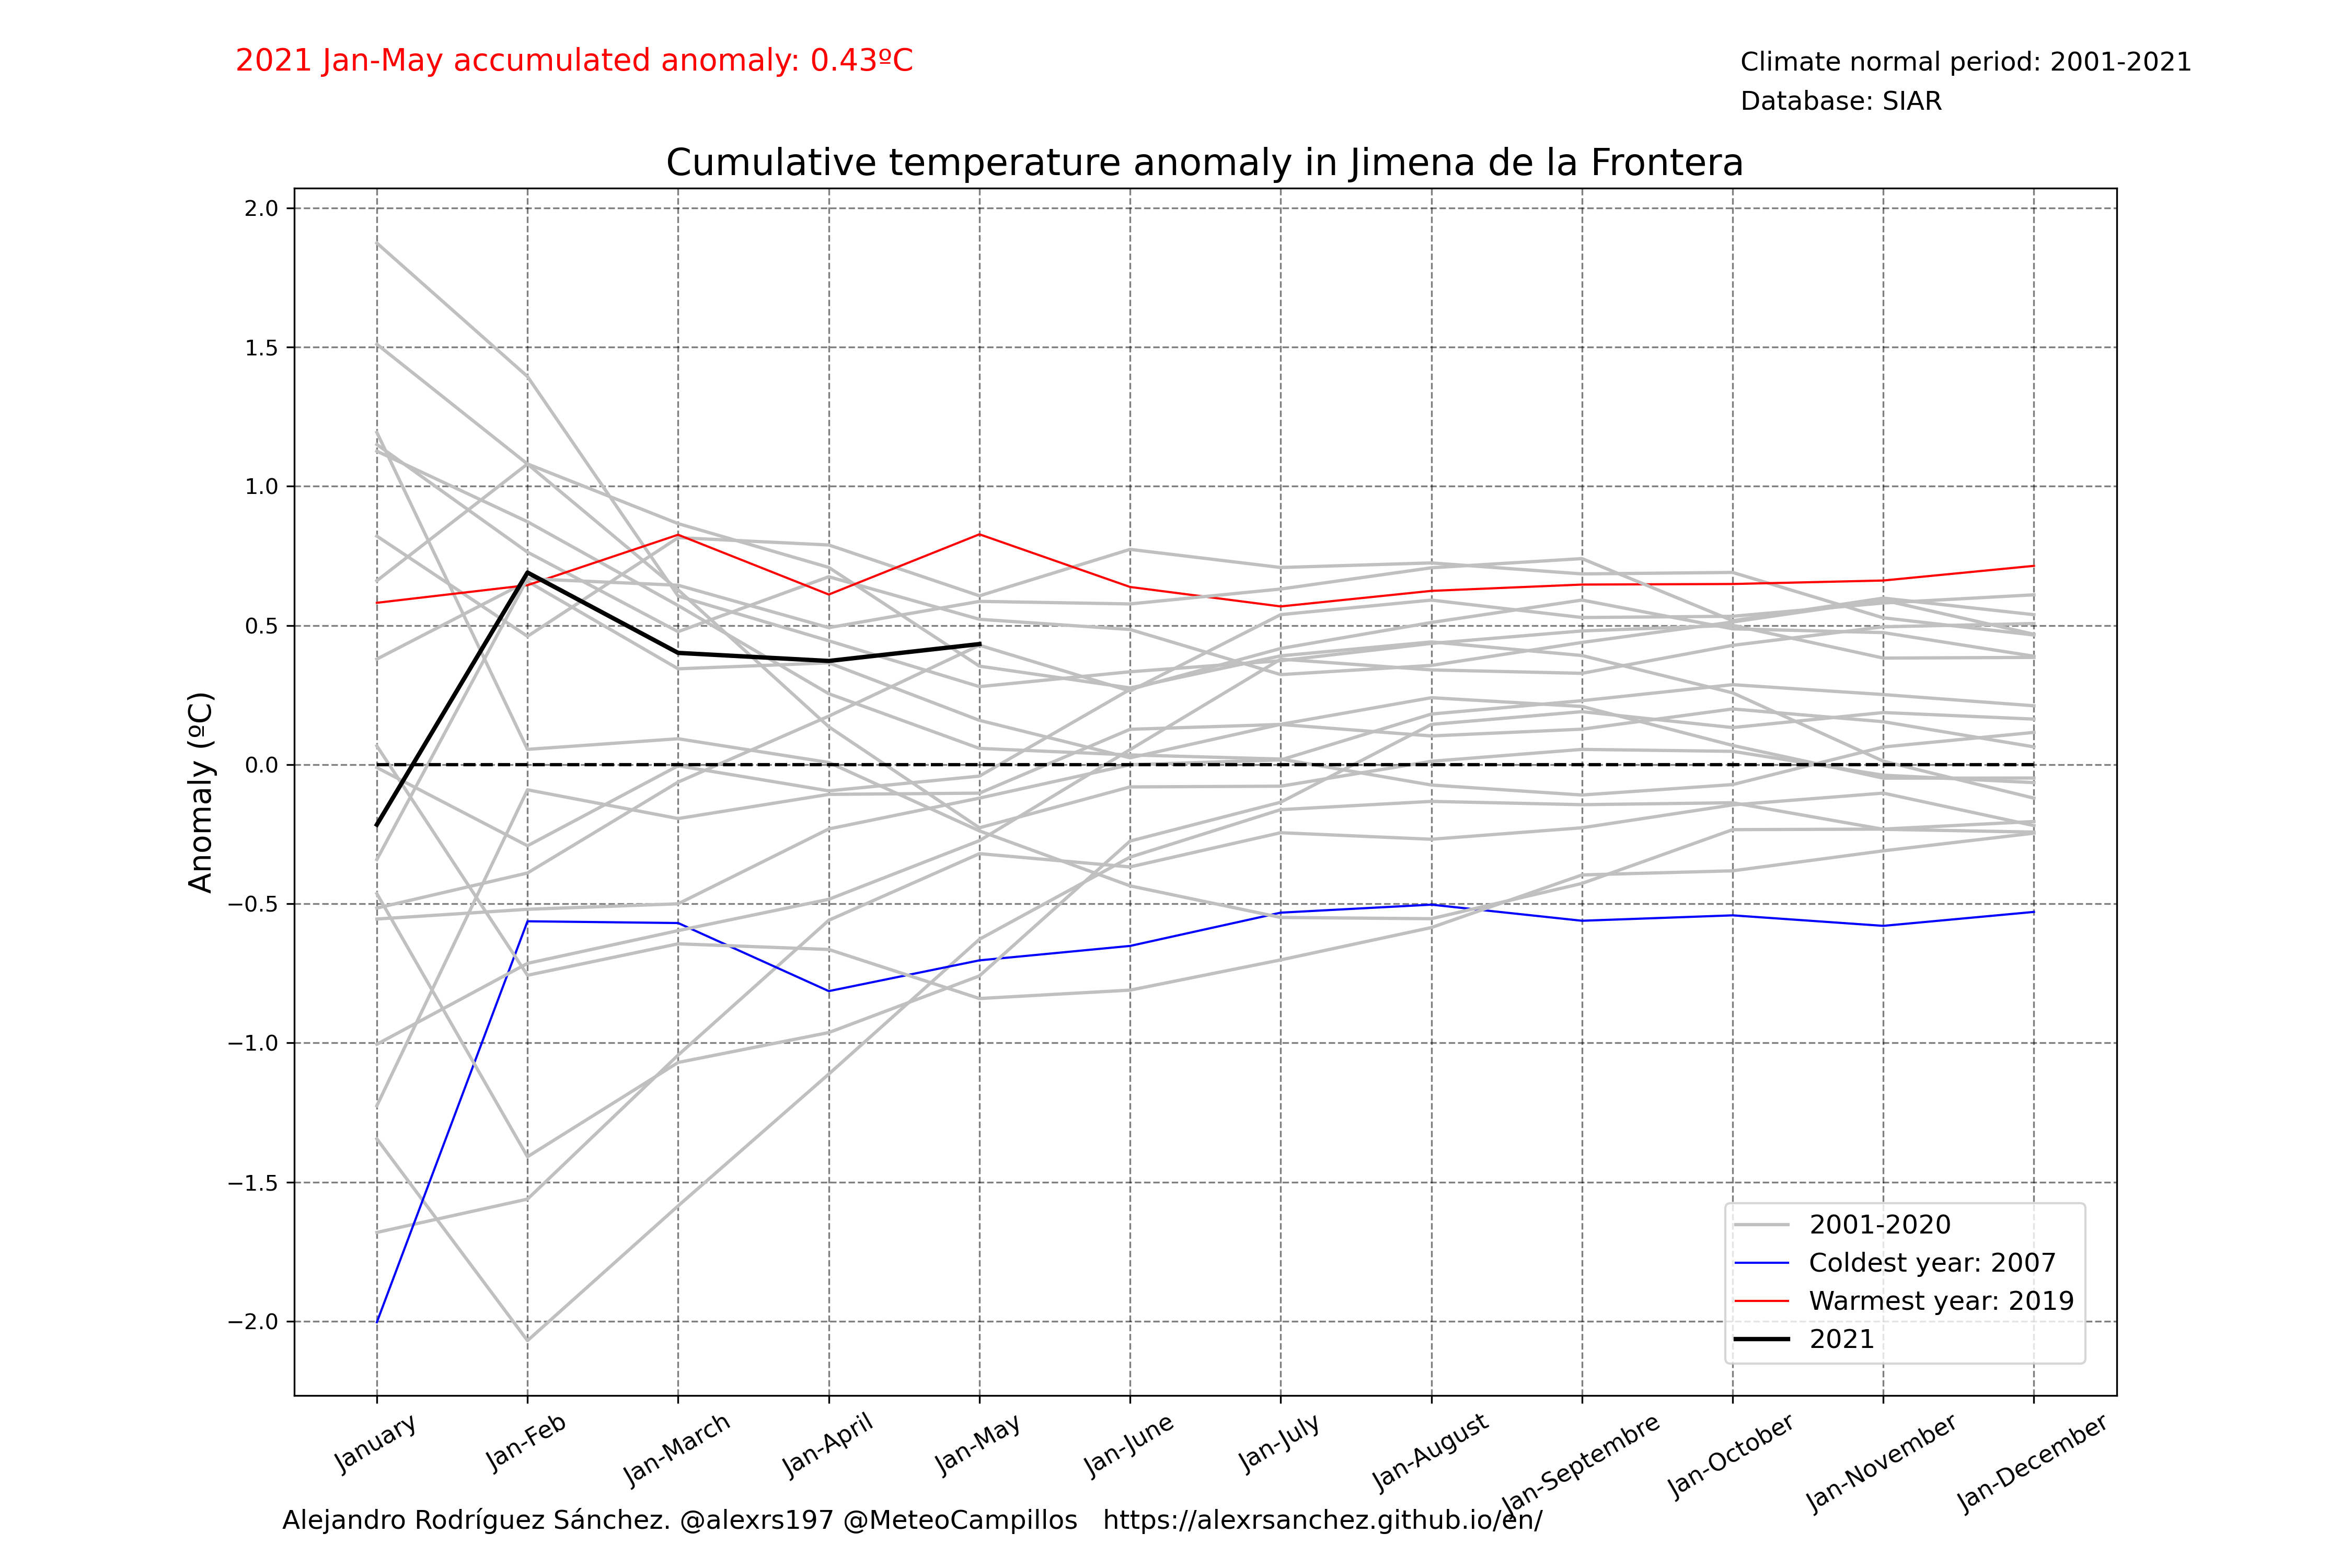 2021 Jan-May accumulated anomaly: 0.43ºC
Climate normal period: 2001-2021
Database: SIAR
Cumulative temperature anomaly in Jimena de la Frontera
Anomaly (ºC)
2.0
1.5
1.0
0.5
0.0
−0.5
−1.0
−1.5
−2.0
2001-2020
Coldest year: 2007
Warmest year: 2019
2021
January
Jan-Feb
Jan-March
Jan-April
Jan-May
Jan-June
Jan-July
Jan-August
Jan-Septembre
Jan-October
Jan-November
Jan-December
Alejandro Rodríguez Sánchez. @alexrs197 @MeteoCampillos https://alexrsanchez.github.io/en/